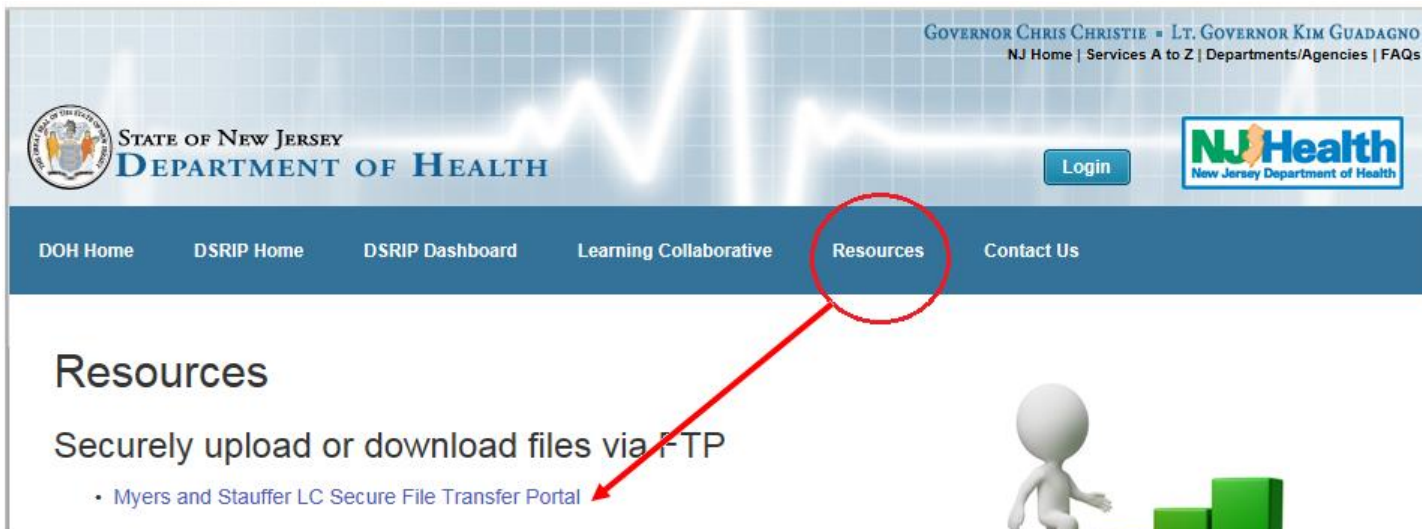 GOVERNOR CHRIS CHRISTIE ▪ LT. GOVERNOR KIM GUADAGNO
NJ Home | Services A to Z | Departments/Agencies | FAQs
STATE OF NEW JERSEY
DEPARTMENT OF HEALTH
Login
NJHealth
New Jersey Department of Health
DOH Home DSRIP Home DSRIP Dashboard Learning Collaborative Resources Contact Us
Resources
Securely upload or download files via FTP
• Myers and Stauffer LC Secure File Transfer Portal